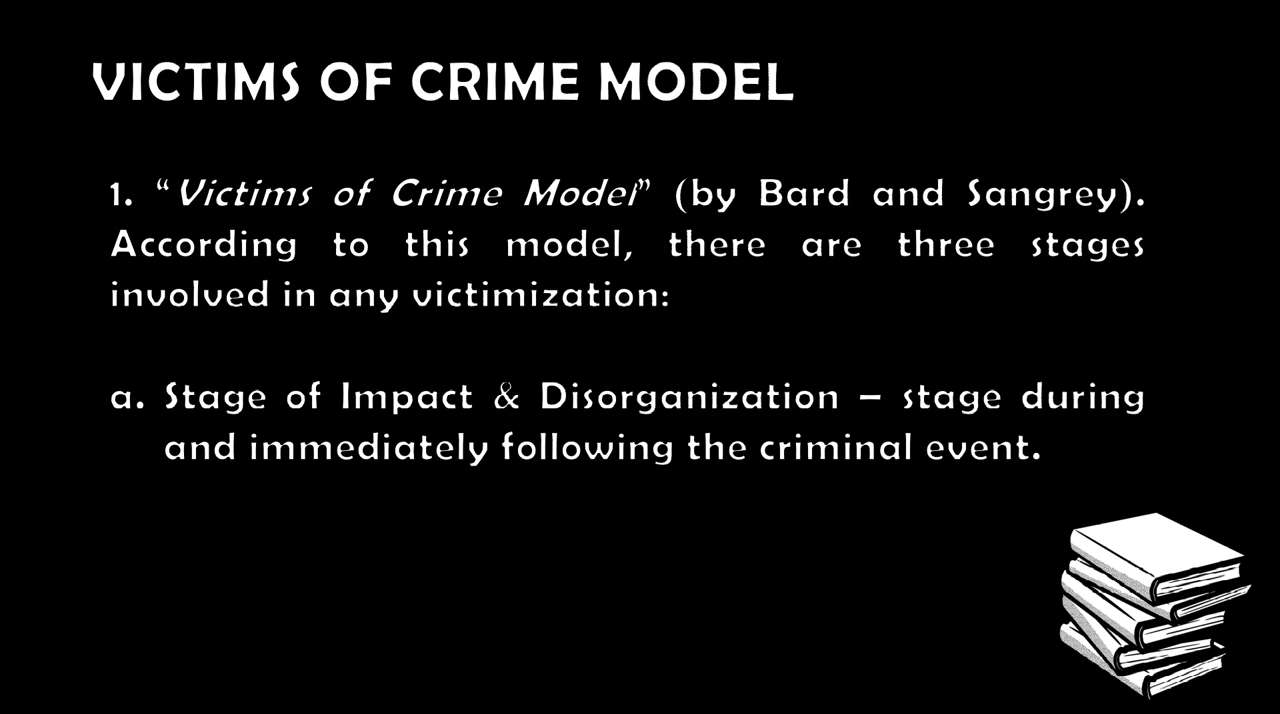 VICTIMS OF CRIME MODEL
1. “Victims of Crime Model” (by Bard and Sangrey).
According to this model, there are three stages
involved in any victimization:
a. Stage of Impact & Disorganization – stage during
and immediately following the criminal event.